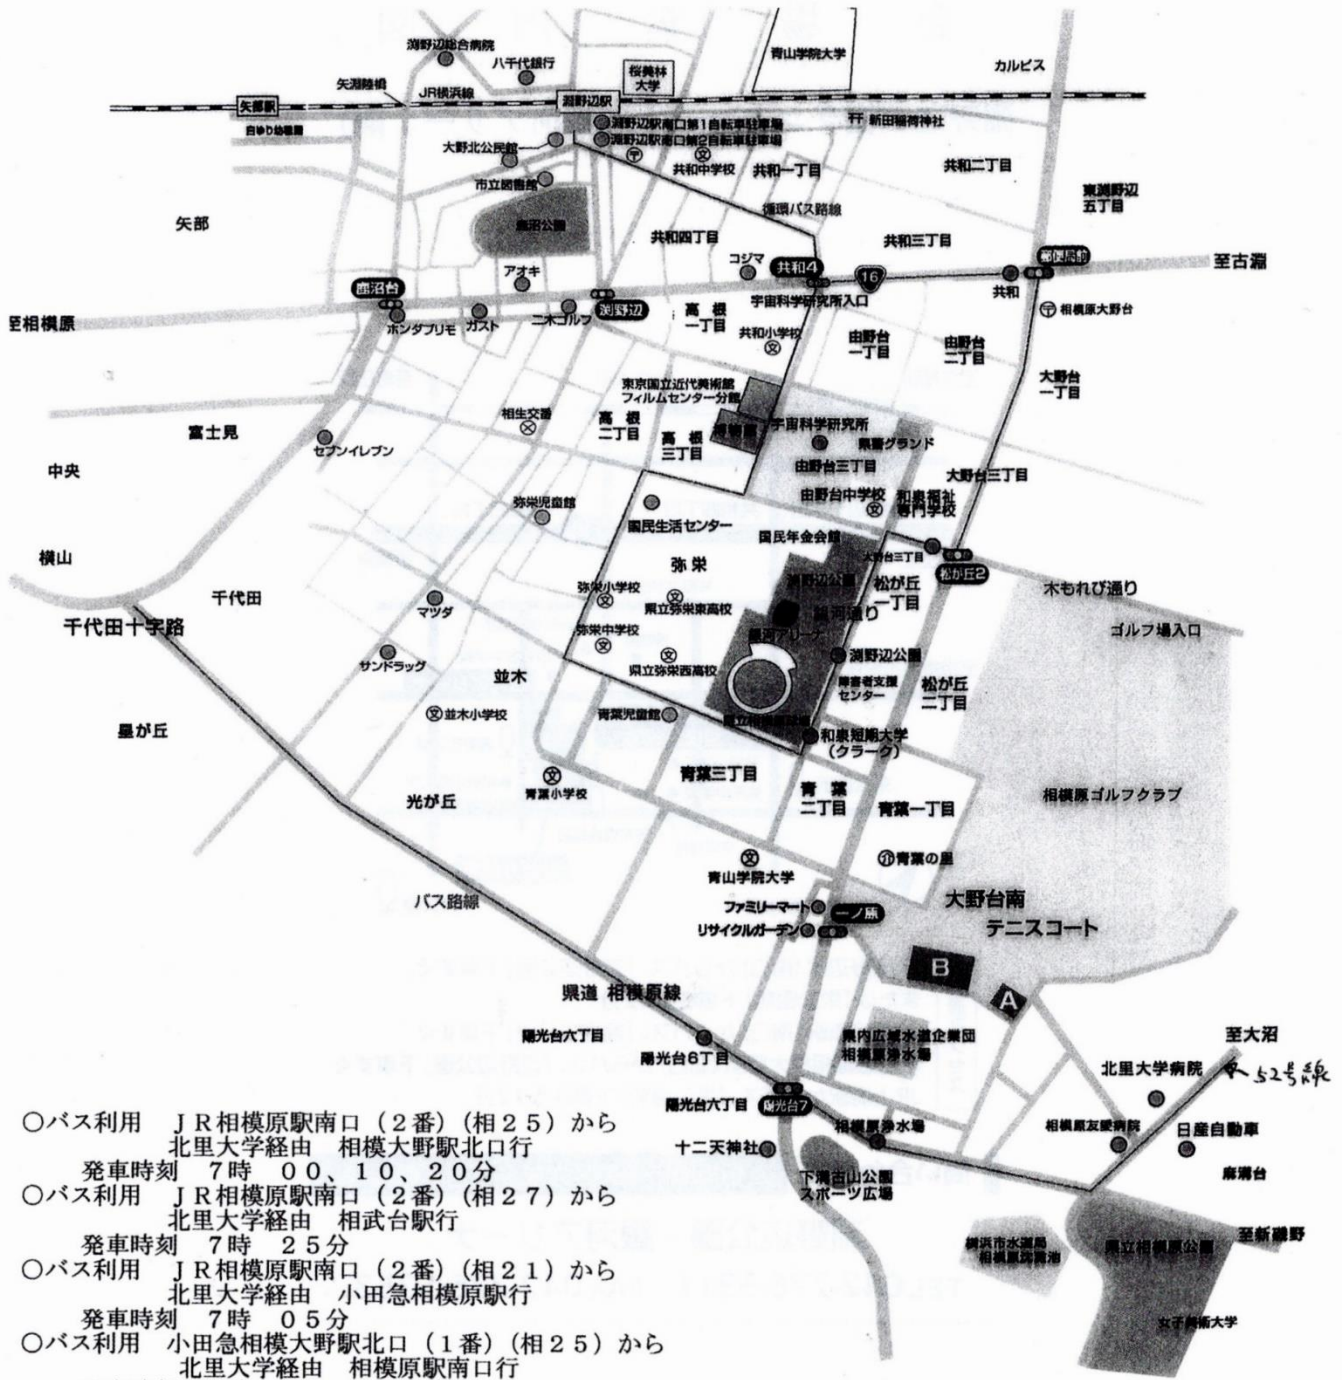 青山学院大学
カルピス
渕野辺総合病院
八千代銀行
桜美林
大学
矢淵陸橋
JR横浜線
矢部駅
淵野辺駅
白ゆり幼稚園
淵野辺駅南口第1自転車駐車場
淵野辺駅南口第2自転車駐車場
新田稲荷神社
大野北公民館
共和中学校
共和一丁目
共和二丁目
市立図書館
東淵野辺
五丁目
循環バス路線
矢部
鹿沼公園
共和四丁目
共和三丁目
コジマ
共和4
16
至古淵
アオキ
鹿沼台
共和
宇宙科学研究所入口
相模原大野台
至相模原
ホンダプリモ
ガスト
二木ゴルフ
淵野辺
高根
一丁目
共和小学校
由野台
一丁目
由野台
二丁目
大野台
一丁目
東京国立近代美術館
フィルムセンター分館
相生交番
高根
二丁目
高根
三丁目
博物館
宇宙科学研究所
県警グランド
富士見
セブンイレブン
中央
由野台三丁目
大野台三丁目
由野台中学校
和泉福祉
専門学校
弥栄児童館
国民生活センター
国民年金会館
大野台三丁目
松が丘2
横山
弥栄
千代田
弥栄小学校
県立弥栄東高校
淵野辺公園
松が丘
一丁目
木もれび通り
マツダ
銀河通り
ゴルフ場入口
千代田十字路
弥栄中学校
銀河アリーナ
サンドラッグ
県立弥栄西高校
淵野辺公園
並木
障害者支援
センター
松が丘
二丁目
並木小学校
青葉児童館
星が丘
和泉短期大学
(クラーク)
青葉三丁目
青葉小学校
光が丘
青葉
二丁目
青葉一丁目
相模原ゴルフクラブ
青山学院大学
青葉の里
バス路線
ファミリーマート
一ノ原
大野台南
テニスコート
リサイクルガーデン
B
A
県道 相模原線
陽光台六丁目
陽光台6丁目
県内広域水道企業団
相模原浄水場
至大沼
52号線
北里大学病院
陽光台六丁目
陽光台7
相模原浄水場
相模原友愛病院
日産自動車
十二天神社
麻溝台
下溝古山公園
スポーツ広場
横浜市水道局
相模原沈澱池
県立相模原公園
至新磯野
女子美術大学
○バス利用 JR相模原駅南口(2番)(相25)から
北里大学経由 相模大野駅北口行
発車時刻 7時 00、10、20分
○バス利用 JR相模原駅南口(2番)(相27)から
北里大学経由 相武台駅行
発車時刻 7時 25分
○バス利用 JR相模原駅南口(2番)(相21)から
北里大学経由 小田急相模原駅行
発車時刻 7時 05分
○バス利用 小田急相模大野駅北口(1番)(相25)から
北里大学経由 相模原駅南口行